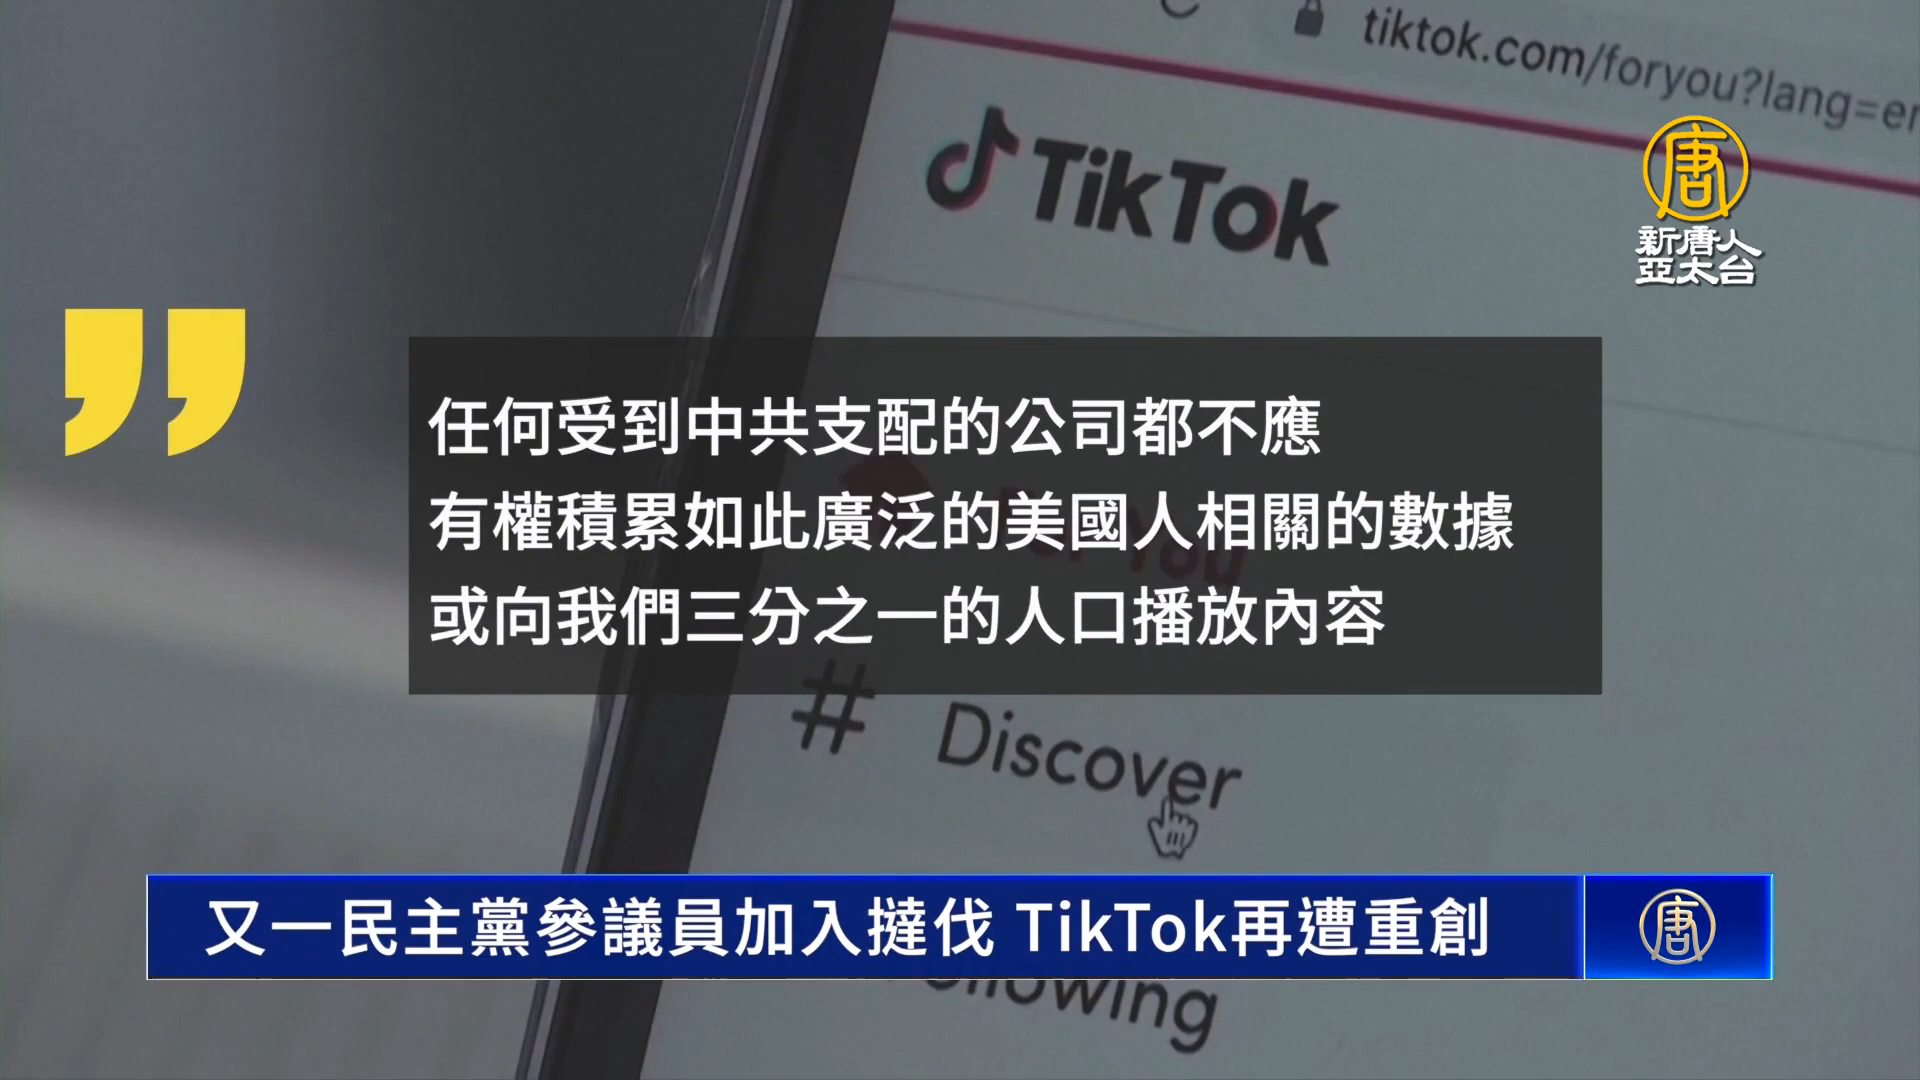 tiktok.com/foryou?lang=en
TikTok
唐
新唐人
亞太台
任何受到中共支配的公司都不應
有權積累如此廣泛的美國人相關的數據
或向我們三分之一的人口播放內容
You
# Discover
又一民主黨參議員加入撻伐 TikTok再遭重創
唐
Following